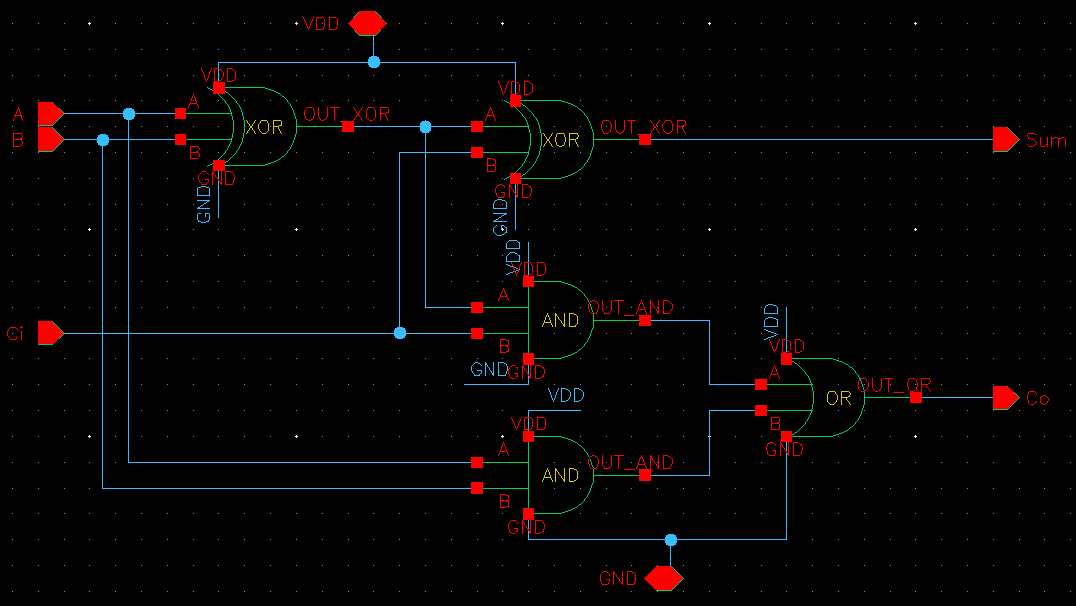 VDD
VDD
A
A
OUT_XOR
XOR
B
B
GND
GND
VDD
A
OUT_XOR
Sum
XOR
B
GND
GND
VDD
VDD
A
OUT_AND
AND
Ci
B
GND
GND
VDD
VDD
A
OUT_OR
OR
Co
B
GND
VDD
VDD
A
OUT_AND
AND
B
GND
GND